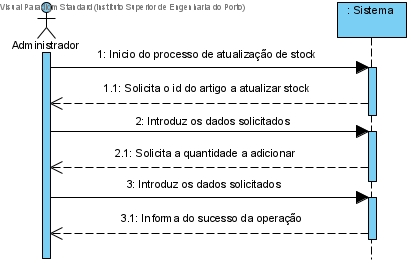 Visual Paradigm Standard (Instituto Superior de Engenharia do Porto)
: Sistema
Administrador
1: Inicio do processo de atualização de stock
1.1: Solicita o id do artigo a atualizar stock
2: Introduz os dados solicitados
2.1: Solicita a quantidade a adicionar
3: Introduz os dados solicitados
3.1: Informa do sucesso da operação